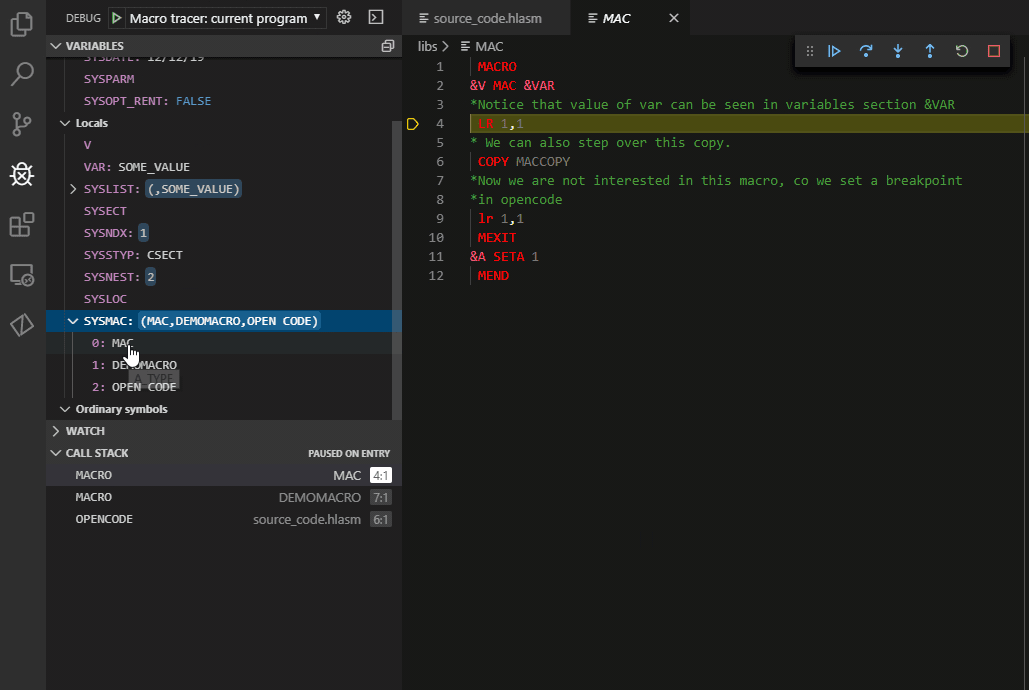 DEBUG Macro tracer: current program
VARIABLES
SYSDATE: 12/12/19
SYSPARM
SYSOPT_RENT: FALSE
Locals
V
VAR: SOME_VALUE
SYSLIST: (,SOME_VALUE)
SYSECT
SYSNDX: 1
SYSSTYP: CSECT
SYSNEST: 2
SYSLOC
SYSMAC: (MAC,DEMOMACRO,OPEN CODE)
0: MAC
1: DEMOMACRO
A_TYPE
2: OPEN CODE
Ordinary symbols
WATCH
CALL STACK PAUSED ON ENTRY
MACRO MAC 4:1
MACRO DEMOMACRO 7:1
OPENCODE source_code.hlasm 6:1
source_code.hlasm MAC
libs > MAC
1 MACRO
2 &V MAC &VAR
3 *Notice that value of var can be seen in variables section &VAR
4 LR 1,1
5 * We can also step over this copy.
6 COPY MACCOPY
7 *Now we are not interested in this macro, co we set a breakpoint
8 *in opencode
9 lr 1,1
10 MEXIT
11 &A SETA 1
12 MEND